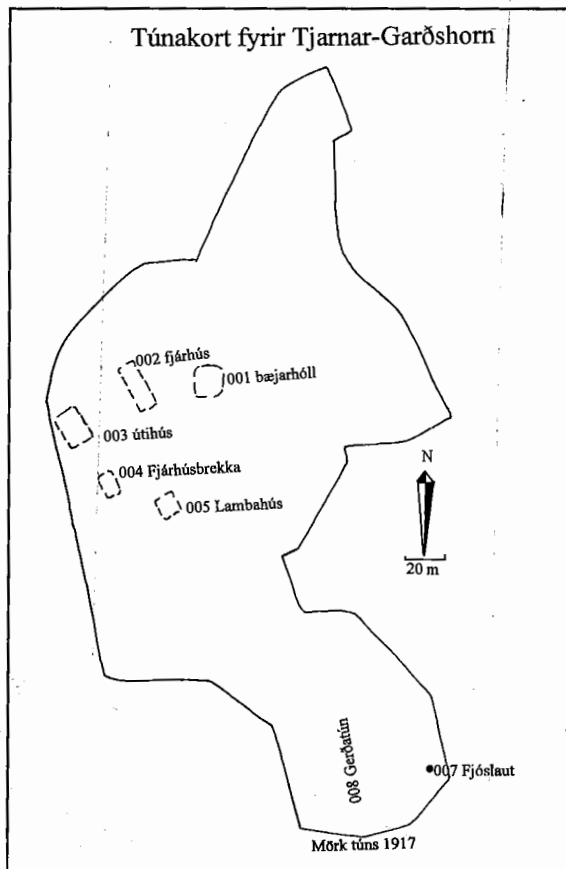 Túnakort fyrir Tjarnar-Garðshorn
002 fjárhús
001 bæjarhóll
003 útihús
004 Fjárhúsbrekka
005 Lambahús
N
20 m
008 Gerðatún
007 Fjóslaut
Mörk túns 1917